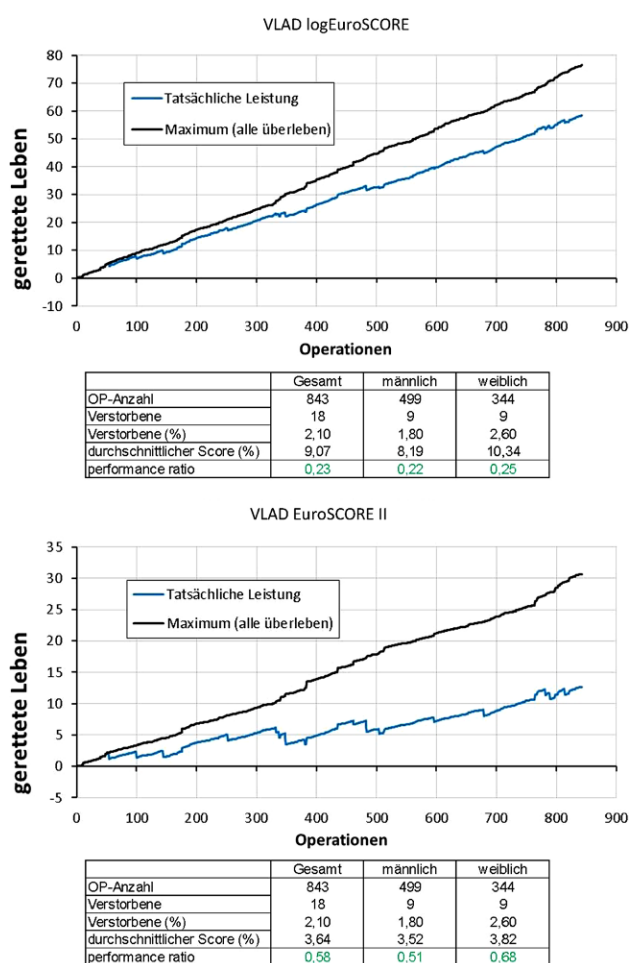 VLAD logEuroSCORE
80
70
60
50
40
30
20
10
0
-10
gerettete Leben
Tatsächliche Leistung
Maximum (alle überleben)
0 100 200 300 400 500 600 700 800 900
Operationen
Gesamt männlich weiblich
OP-Anzahl 843 499 344
Verstorbene 18 9 9
Verstorbene (%) 2,10 1,80 2,60
durchschnittlicher Score (%) 9,07 8,19 10,34
performance ratio 0,23 0,22 0,25
VLAD EuroSCORE II
35
30
25
20
15
10
5
0
-5
gerettete Leben
Tatsächliche Leistung
Maximum (alle überleben)
0 100 200 300 400 500 600 700 800 900
Operationen
Gesamt männlich weiblich
OP-Anzahl 843 499 344
Verstorbene 18 9 9
Verstorbene (%) 2,10 1,80 2,60
durchschnittlicher Score (%) 3,64 3,52 3,82
performance ratio 0,58 0,51 0,68